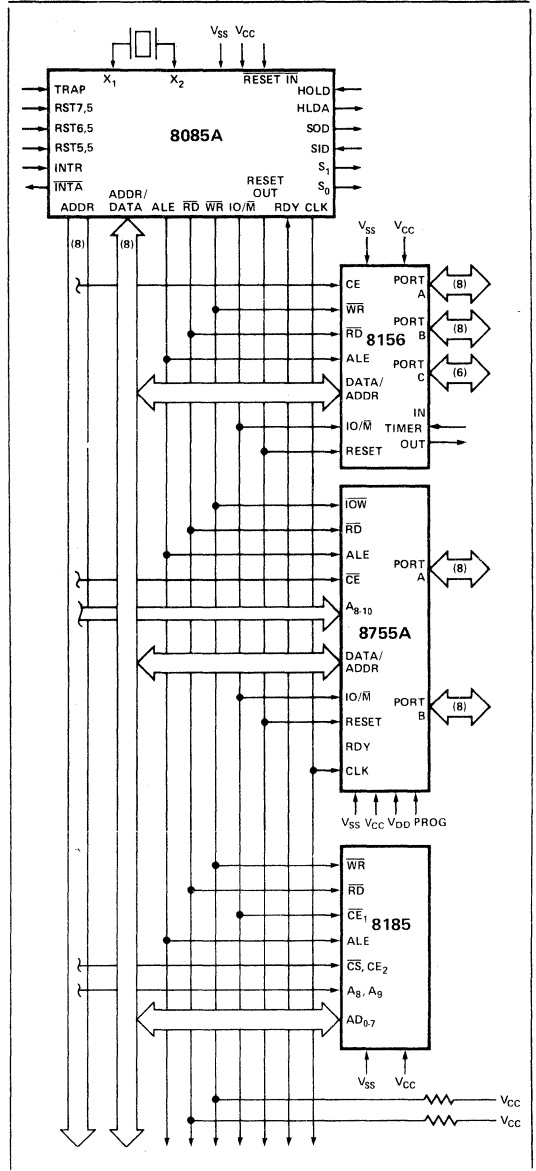 VSS VCC
X1 X2 RESET IN
TRAP
RST7,5
RST6,5
RST5,5
INTR
INTA
8085A
HOLD
HLDA
SOD
SID
S1
S0
ADDR
ADDR/
DATA
ALE
RD
WR
IO/M
RESET
OUT
RDY
CLK
(8)
(8)
VSS VCC
CE
WR
RD
ALE
DATA/
ADDR
IO/M
RESET
8156
PORT
A
(8)
PORT
B
(8)
PORT
C
(6)
IN
TIMER
OUT
IOW
RD
ALE
CE
A8-10
8755A
DATA/
ADDR
IO/M
RESET
RDY
CLK
PORT
A
(8)
PORT
B
(8)
VSS VCC VDD PROG
WR
RD
CE1
8185
ALE
CS, CE2
A8, A9
AD0-7
VSS VCC
VCC
VCC